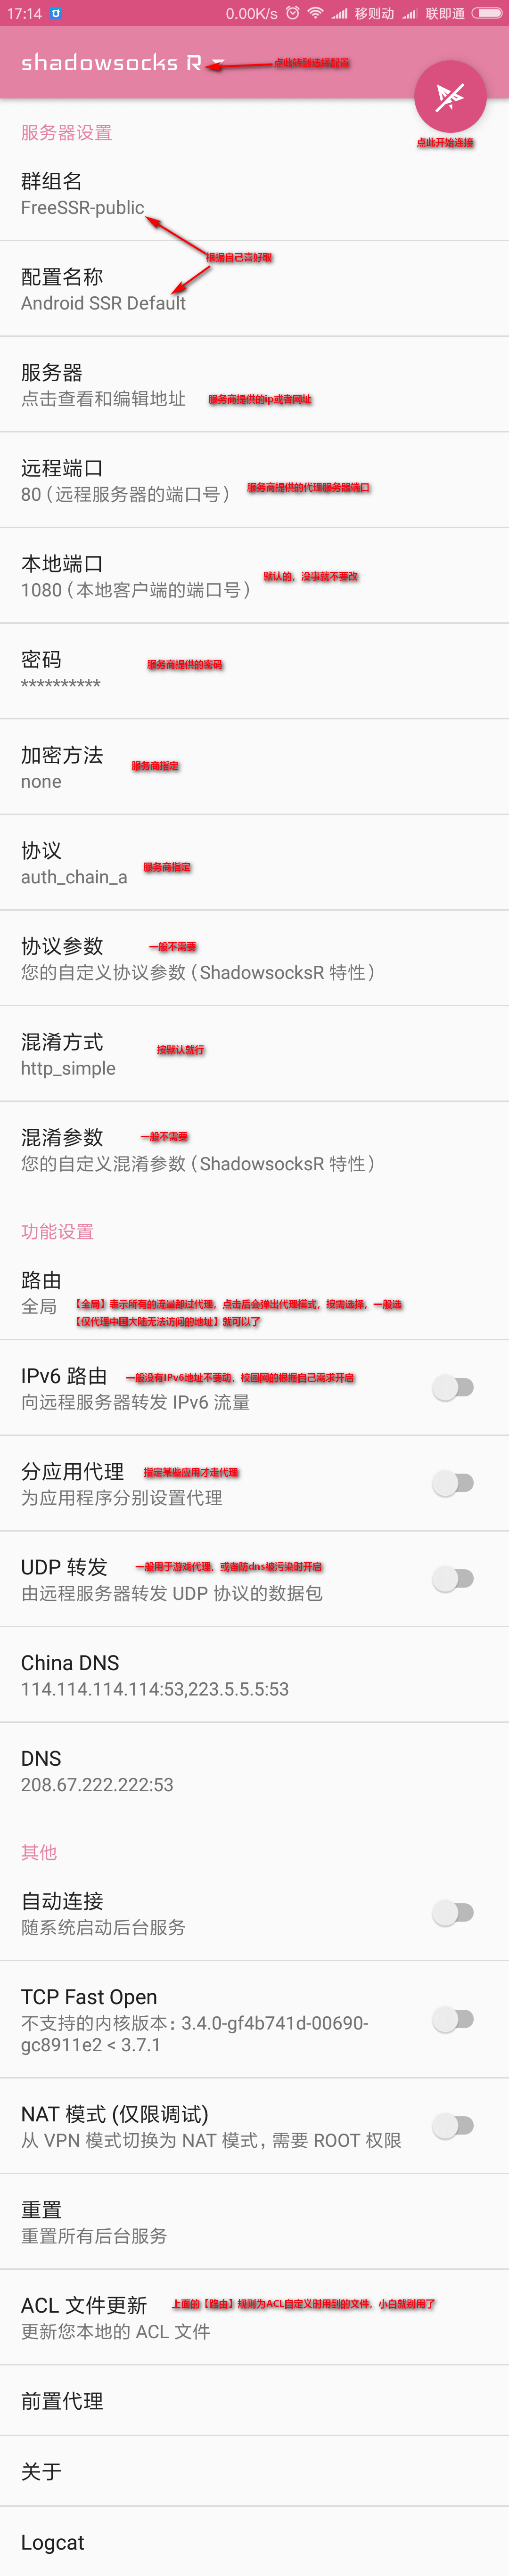 17:14 0.00K/s 移则动 联即通
shadowsocks R 点此转到选择配置
点此开始连接
服务器设置
群组名
FreeSSR-public
根据自己喜好取
配置名称
Android SSR Default
服务器
点击查看和编辑地址 服务商提供的ip或者网址
远程端口
80 (远程服务器的端口号) 服务商提供的代理服务器端口
本地端口
1080 (本地客户端的端口号) 默认的，没事就不要改
密码
********** 服务商提供的密码
加密方法
none 服务商指定
协议
auth_chain_a 服务商指定
协议参数 一般不需要
您的自定义协议参数 (ShadowsocksR 特性)
混淆方式
http_simple 按默认就行
混淆参数 一般不需要
您的自定义混淆参数 (ShadowsocksR 特性)
功能设置
路由
全局 【全局】表示所有的流量都过代理，点击后会弹出代理模式，按需选择，一般选
【仅代理中国大陆无法访问的地址】就可以了
IPv6 路由 一般没有IPv6地址不要动，校园网的根据自己需求开启
向远程服务器转发 IPv6 流量
分应用代理 指定某些应用才走代理
为应用程序分别设置代理
UDP 转发 一般用于游戏代理，或者防dns被污染时开启
由远程服务器转发 UDP 协议的数据包
China DNS
114.114.114.114:53,223.5.5.5:53
DNS
208.67.222.222:53
其他
自动连接
随系统启动后台服务
TCP Fast Open
不支持的内核版本: 3.4.0-gf4b741d-00690-
gc8911e2 < 3.7.1
NAT 模式 (仅限调试)
从 VPN 模式切换为 NAT 模式, 需要 ROOT 权限
重置
重置所有后台服务
ACL 文件更新 上面的【路由】规则为ACL自定义时用到的文件，小白就别用了
更新您本地的 ACL 文件
前置代理
关于
Logcat